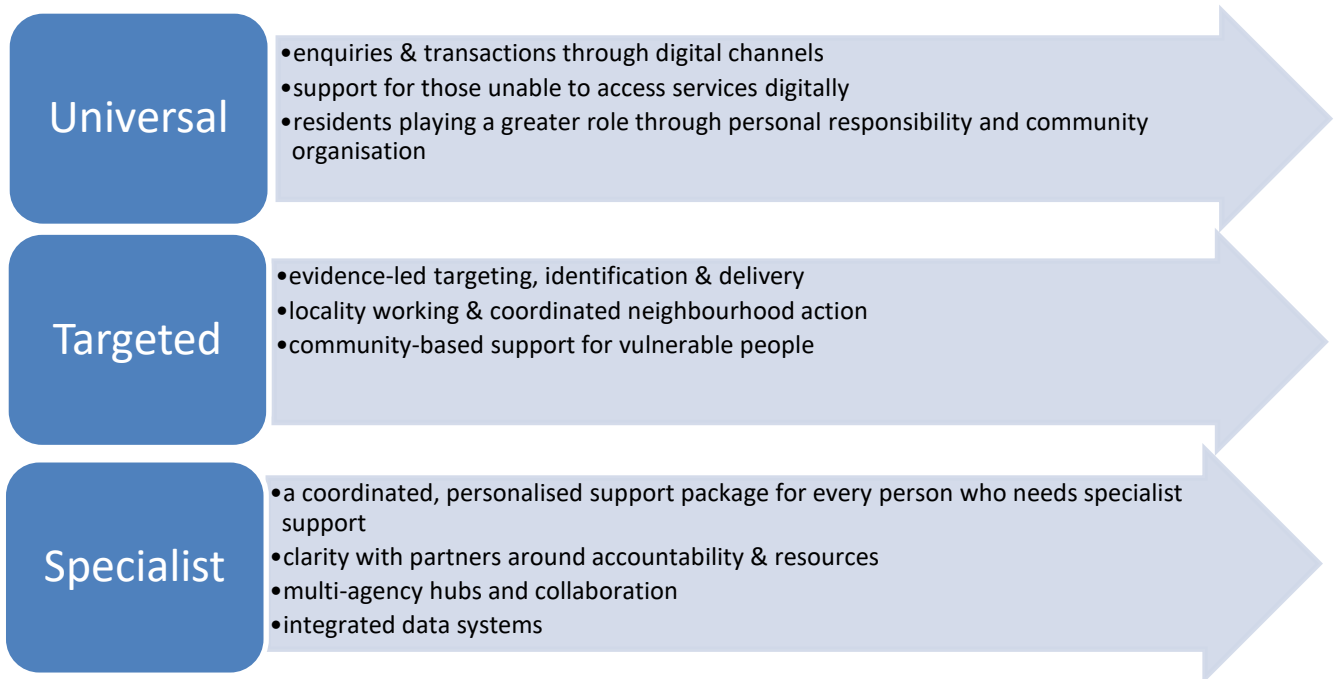 Universal
•enquiries & transactions through digital channels
•support for those unable to access services digitally
•residents playing a greater role through personal responsibility and community
organisation
Targeted
•evidence-led targeting, identification & delivery
•locality working & coordinated neighbourhood action
•community-based support for vulnerable people
Specialist
•a coordinated, personalised support package for every person who needs specialist
support
•clarity with partners around accountability & resources
•multi-agency hubs and collaboration
•integrated data systems